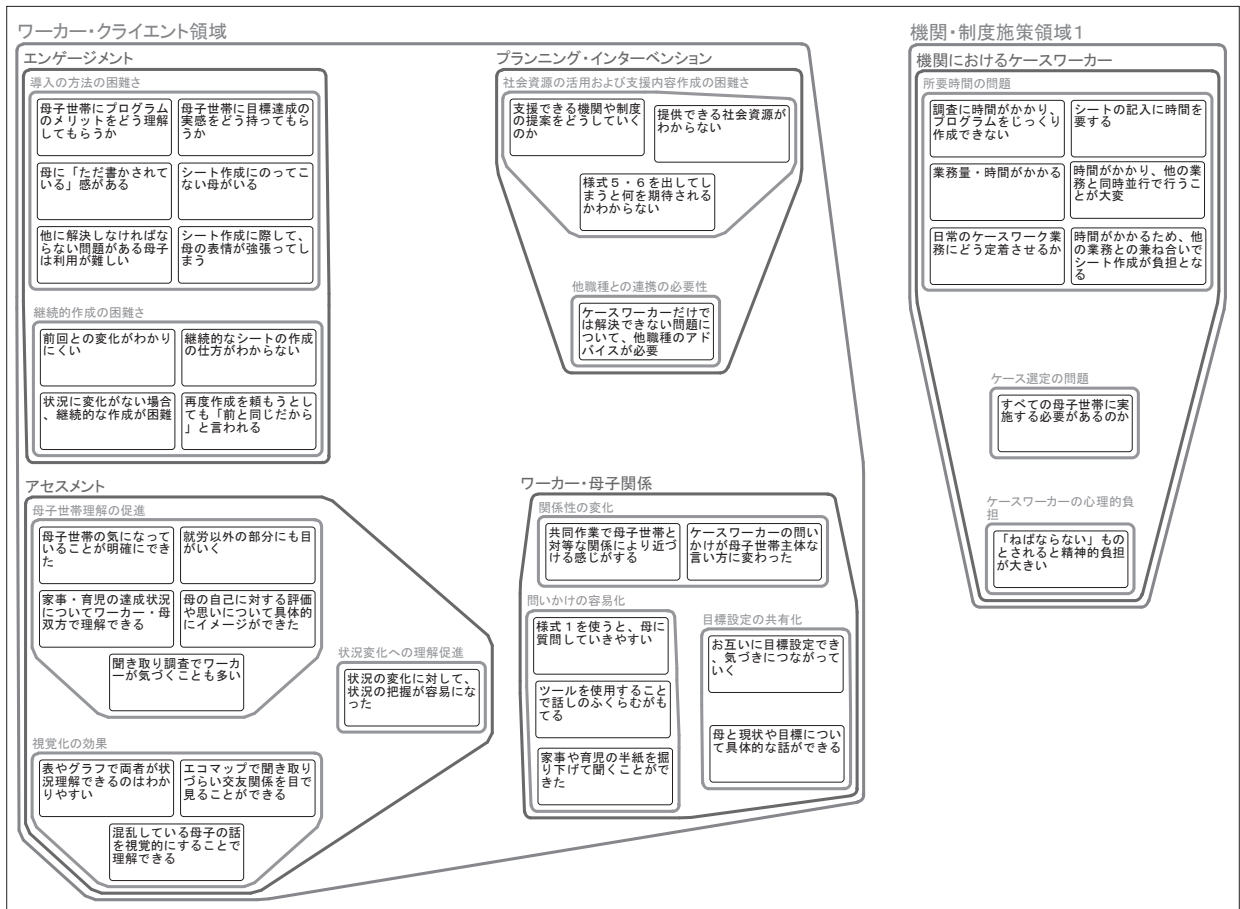 ワーカー・クライエント領域
エンゲージメント
導入の方法の困難さ
母子世帯にプログラム
のメリットをどう理解
してもらうか
母子世帯に目標達成の
実感をどう持ってもら
うか
母に「ただ書かされて
いる」感がある
シート作成にのってこ
ない母がいる
他に解決しなければな
らない問題がある母子
は利用が難しい
シート作成に際して、
母の表情が強張ってし
まう
継続的作成の困難さ
前回との変化がわかり
にくい
継続的なシートの作成
の仕方がわからない
状況に変化がない場合
、継続的な作成が困難
再度作成を頼もうとし
ても「前と同じだから
」と言われる
プランニング・インターベンション
社会資源の活用および支援内容作成の困難さ
支援できる機関や制度
の提案をどうしていく
のか
提供できる社会資源が
わからない
様式５・６を出してし
まうと何を期待される
かわからない
他職種との連携の必要性
ケースワーカーだけで
は解決できない問題に
ついて、他職種のアド
バイスが必要
アセスメント
母子世帯理解の促進
母子世帯の気になって
いることが明確にでき
た
就労以外の部分にも目
がいく
家事・育児の達成状況
についてワーカー・母
双方で理解できる
母の自己に対する評価
や思いについて具体的
にイメージができた
聞き取り調査でワーカ
ーが気づくことも多い
状況変化への理解促進
状況の変化に対して、
状況の把握が容易にな
った
視覚化の効果
表やグラフで両者が状
況理解できるのはわか
りやすい
エコマップで聞き取り
づらい交友関係を目で
見ることができる
混乱している母子の話
を視覚的にすることで
理解できる
ワーカー・母子関係
関係性の変化
共同作業で母子世帯と
対等な関係により近づ
ける感じがする
ケースワーカーの問い
かけが母子世帯主体な
言い方に変わった
問いかけの容易化
様式１を使うと、母に
質問していきやすい
ツールを使用すること
で話しのふくらむがも
てる
家事や育児の半紙を掘
り下げて聞くことがで
きた
目標設定の共有化
お互いに目標設定でき
、気づきにつながって
いく
母と現状や目標につい
て具体的な話ができる
機関・制度施策領域1
機関におけるケースワーカー
所要時間の問題
調査に時間がかかり、
プログラムをじっくり
作成できない
シートの記入に時間を
要する
業務量・時間がかかる
時間がかかり、他の業
務と同時並行で行うこ
とが大変
日常のケースワーク業
務にどう定着させるか
時間がかかるため、他
の業務との兼ね合いで
シート作成が負担とな
る
ケース選定の問題
すべての母子世帯に実
施する必要があるのか
ケースワーカーの心理的負
担
「ねばならない」もの
とされると精神的負担
が大きい